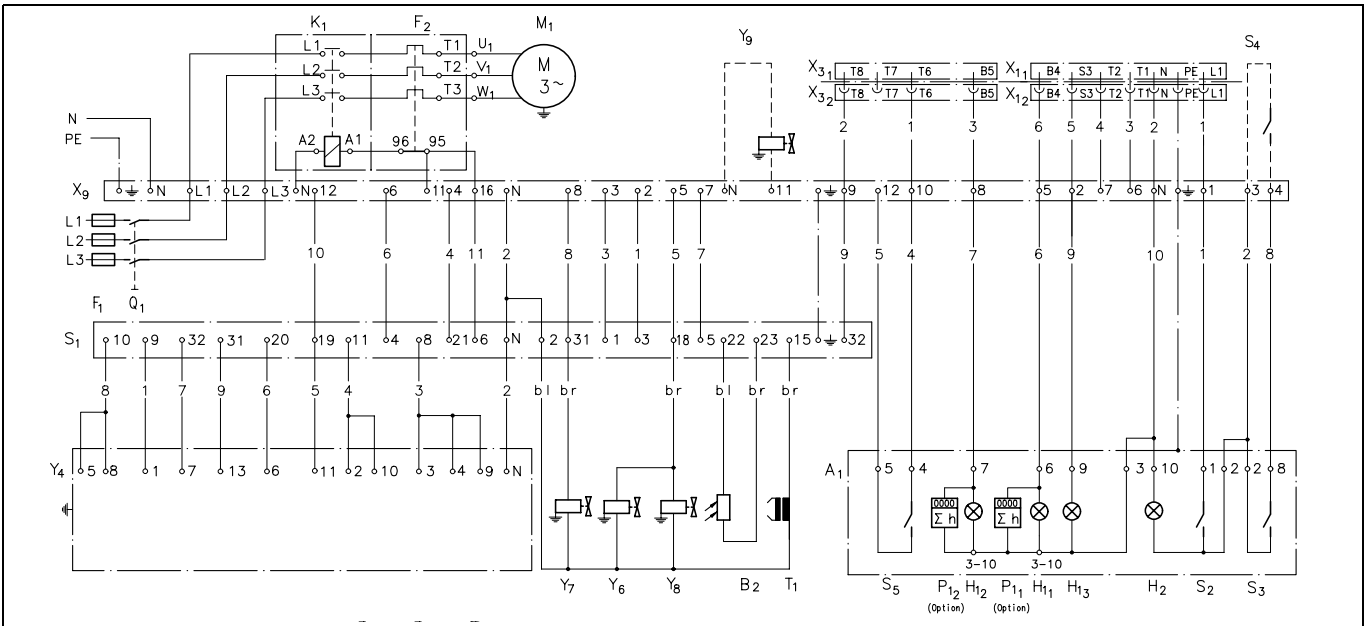 K1 F2 M1
Y9
S4
L1 T1 U1
L2 T2 V1
L3 T3 W1
M
3~
X31 T8 T7 T6 B5 X11 B4 S3 T2 T1 N PE L1
X32 T8 T7 T6 B5 X12 B4 S3 T2 T1 N PE L1
2 1 3 6 5 4 3 2 1
N
PE
A2 A1 96 95
X9 N L1 L2 L3 N 12 6 11 4 16 N 8 3 2 5 7 N 11 9 12 10 8 5 2 7 6 N 1 3 4
L1
L2
L3
10 6 4 11 2 8 3 1 5 7 9 5 4 7 6 9 10 1 2 8
F1 Q1
S1 10 9 32 31 20 19 11 4 8 21 6 N 2 31 1 3 18 5 22 23 15 32
8 1 7 9 6 5 4 3 2 bl br br bl br br
Y4 5 8 1 7 13 6 11 2 10 3 4 9 N
A1 5 4 7 6 9 3 10 1 2 2 8
0000 0000
Σ h Σ h
3-10 3-10
Y7 Y6 Y8 B2 T1
S5 P12 H12 P11 H11 H13 H2 S2 S3
(Option) (Option)